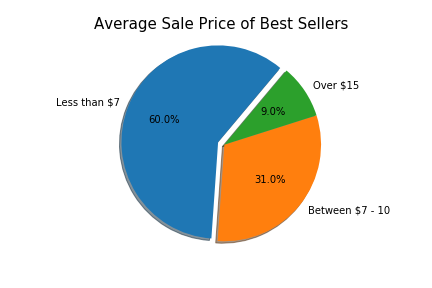 Average Sale Price of Best Sellers
Less than $7
60.0%
Over $15
9.0%
31.0%
Between $7 - 10